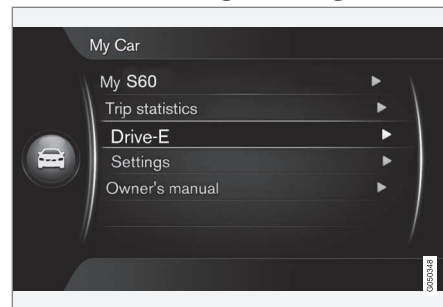 My Car
My S60
Trip statistics
Drive-E
Settings
Owner's manual
G050348